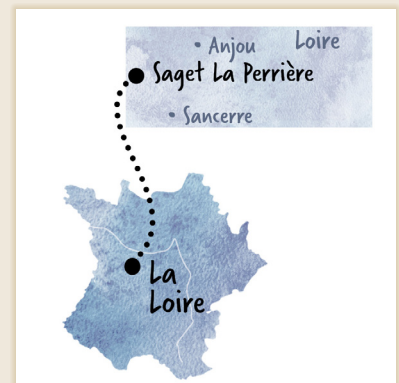 • Anjou Loire
Saget La Perrière
• Sancerre
La
Loire